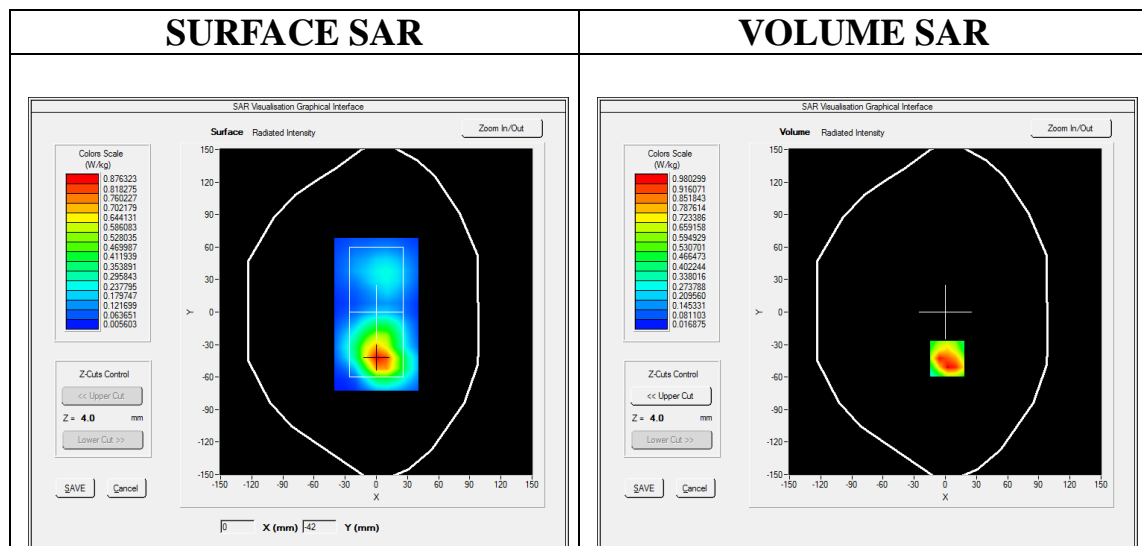 SURFACE SAR
VOLUME SAR
SAR Visualisation Graphical Interface
Surface Radiated Intensity
Zoom In/Out
Colors Scale
(W/kg)
0.876323
0.818275
0.760227
0.702179
0.644131
0.586083
0.528035
0.469987
0.411939
0.353891
0.295843
0.237795
0.179747
0.121699
0.063651
0.005603
150
120
90
60
30
0
-30
-60
-90
-120
-150
Y
-150 -120 -90 -60 -30 0 30 60 90 120 150
X
Z-Cuts Control
<< Upper Cut
Z = 4.0 mm
Lower Cut >>
SAVE Cancel
0 X (mm) -42 Y (mm)
SAR Visualisation Graphical Interface
Volume Radiated Intensity
Zoom In/Out
Colors Scale
(W/kg)
0.980299
0.916071
0.851843
0.787614
0.723386
0.659158
0.594929
0.530701
0.466473
0.402244
0.338016
0.273788
0.209560
0.145331
0.081103
0.016875
150
120
90
60
30
0
-30
-60
-90
-120
-150
Y
-150 -120 -90 -60 -30 0 30 60 90 120 150
X
Z-Cuts Control
<< Upper Cut
Z = 4.0 mm
Lower Cut >>
SAVE Cancel